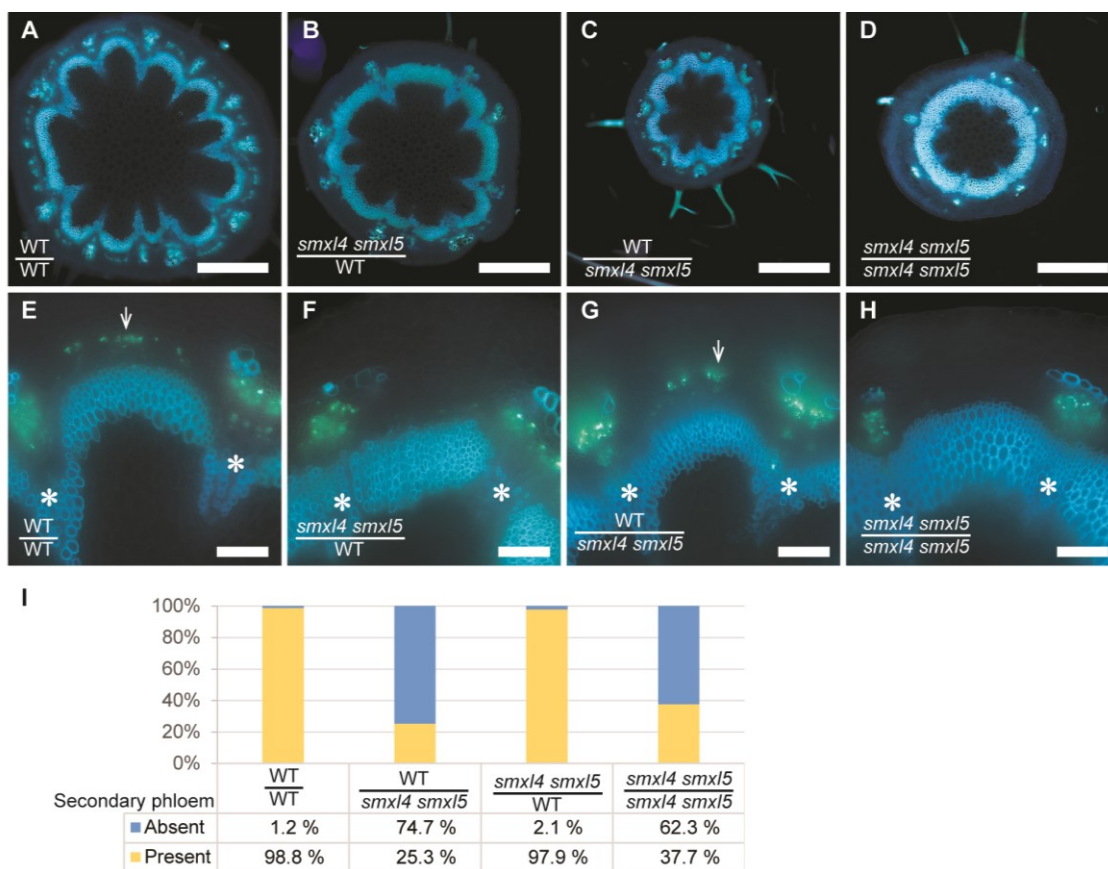 A
B
C
D
WT
WT
smxl4 smxl5
WT
WT
smxl4 smxl5
smxl4 smxl5
smxl4 smxl5
E
F
G
H
*
*
*
*
*
*
*
*
WT
WT
smxl4 smxl5
WT
WT
smxl4 smxl5
smxl4 smxl5
smxl4 smxl5
I
100%
80%
60%
40%
20%
0%
WT
WT
WT
smxl4 smxl5
smxl4 smxl5
WT
smxl4 smxl5
smxl4 smxl5
Secondary phloem
Absent 1.2 % 74.7 % 2.1 % 62.3 %
Present 98.8 % 25.3 % 97.9 % 37.7 %